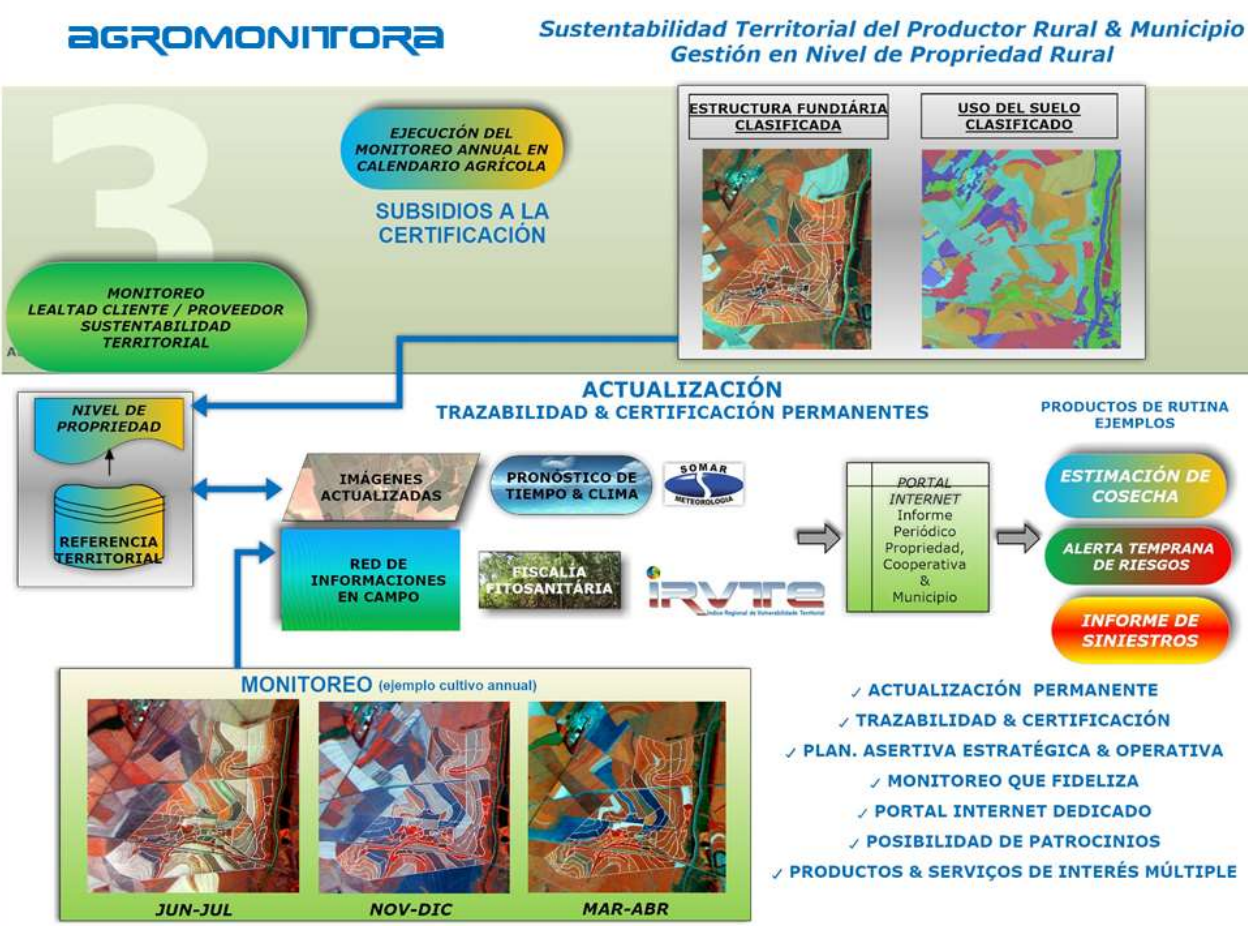 AGROMONITORA
Sustentabilidad Territorial del Productor Rural & Municipio
Gestión en Nivel de Propriedad Rural
3
EJECUCIÓN DEL
MONITOREO ANNUAL EN
CALENDARIO AGRÍCOLA
SUBSIDIOS A LA
CERTIFICACIÓN
ESTRUCTURA FUNDIÁRIA
CLASIFICADA
USO DEL SUELO
CLASIFICADO
MONITOREO
LEALTAD CLIENTE / PROVEEDOR
SUSTENTABILIDAD
TERRITORIAL
ACTUALIZACIÓN
TRAZABILIDAD & CERTIFICACIÓN PERMANENTES
NIVEL DE
PROPRIEDAD
REFERENCIA
TERRITORIAL
IMÁGENES
ACTUALIZADAS
PRONÓSTICO DE
TIEMPO & CLIMA
SOMAR
METEOROLOGIA
RED DE
INFORMACIONES
EN CAMPO
FISCALÍA
FITOSANITÁRIA
iRVTE
Índice Regional de Vulnerabilidade Territorial
PORTAL
INTERNET
Informe
Periódico
Propriedad,
Cooperativa
&
Municipio
PRODUCTOS DE RUTINA
EJEMPLOS
ESTIMACIÓN DE
COSECHA
ALERTA TEMPRANA
DE RIESGOS
INFORME DE
SINIESTROS
MONITOREO (ejemplo cultivo annual)
JUN-JUL
NOV-DIC
MAR-ABR
✓ ACTUALIZACIÓN PERMANENTE
✓ TRAZABILIDAD & CERTIFICACIÓN
✓ PLAN. ASERTIVA ESTRATÉGICA & OPERATIVA
✓ MONITOREO QUE FIDELIZA
✓ PORTAL INTERNET DEDICADO
✓ POSIBILIDAD DE PATROCINIOS
✓ PRODUCTOS & SERVIÇOS DE INTERÉS MÚLTIPLE